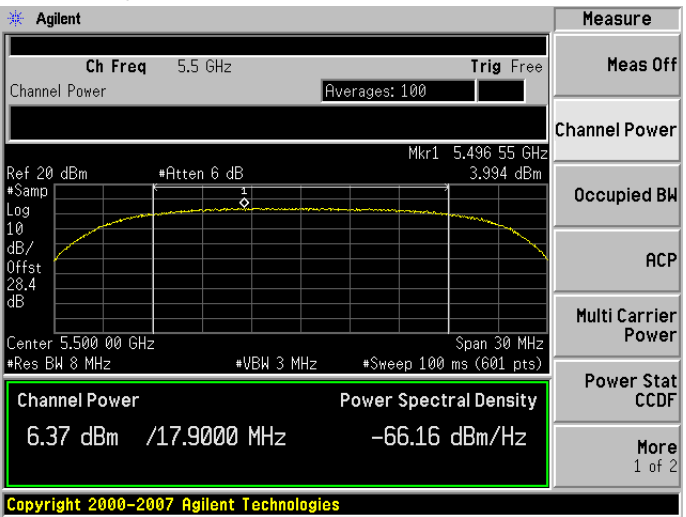 Agilent
Measure
Ch Freq 5.5 GHz Trig Free
Channel Power Averages: 100
Mkr1 5.496 55 GHz
Ref 20 dBm #Atten 6 dB 3.994 dBm
#Samp
Log
10
dB/
Offst
28.4
dB
1
Center 5.500 00 GHz Span 30 MHz
#Res BW 8 MHz #VBW 3 MHz #Sweep 100 ms (601 pts)
Channel Power Power Spectral Density
6.37 dBm /17.9000 MHz -66.16 dBm/Hz
Copyright 2000-2007 Agilent Technologies
Meas Off
Channel Power
Occupied BW
ACP
Multi Carrier
Power
Power Stat
CCDF
More
1 of 2